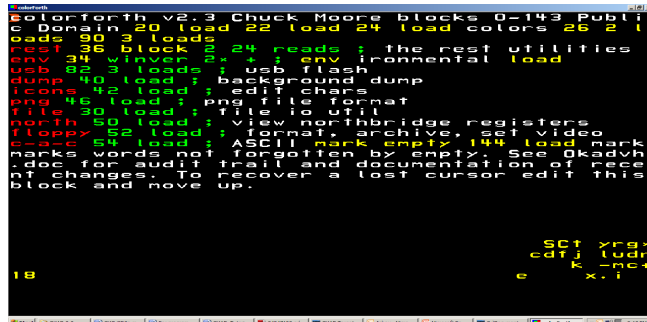 colorforth
colorforth v2.3 Chuck Moore blocks 0-143 Publi
c Domain 20 load 22 load 24 load colors 26 2 l
oads 90 3 loads
rest 36 block 2 24 reads ; the rest utilities
env 34 winver 2* + ; env ironmental load
usb 82 3 loads ; usb flash
dump 40 load ; background dump
icons 42 load ; edit chars
png 46 load ; png file format
file 30 load ; file io util
north 50 load ; view northbridge registers
floppy 52 load ; format, archive, set video
c-a-c 54 load ; ASCII mark empty 144 load mark
marks words not forgotten by empty. See Okadvh
.doc for audit trail and documentation of rece
nt changes. To recover a lost cursor edit this
block and move up.
SCt yrg*
cdfj ludr
k -mc+
18 e x.i